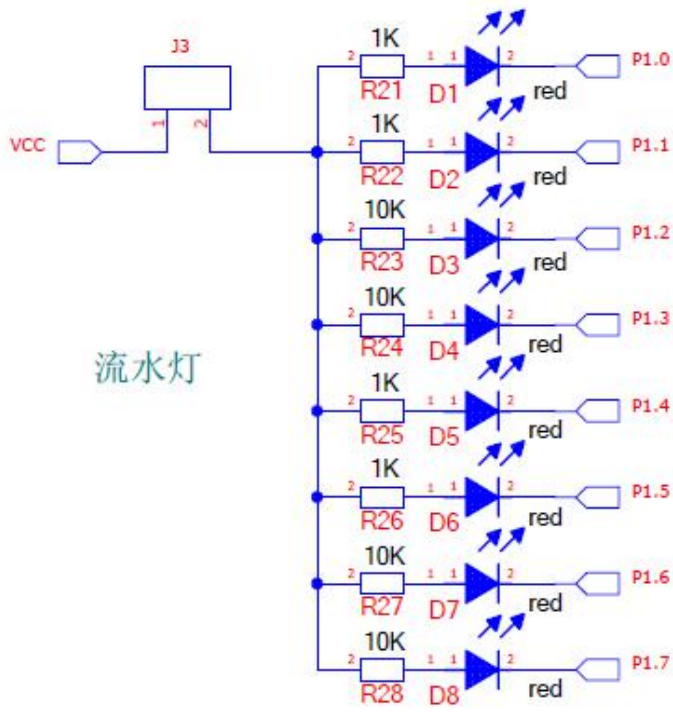 J3
1 2
VCC
1K
2 1 1 2 P1.0
R21 D1 red
1K
2 1 1 2 P1.1
R22 D2 red
10K
2 1 1 2 P1.2
R23 D3 red
10K
2 1 1 2 P1.3
R24 D4 red
流水灯
1K
2 1 1 2 P1.4
R25 D5 red
1K
2 1 1 2 P1.5
R26 D6 red
10K
2 1 1 2 P1.6
R27 D7 red
10K
2 1 1 2 P1.7
R28 D8 red